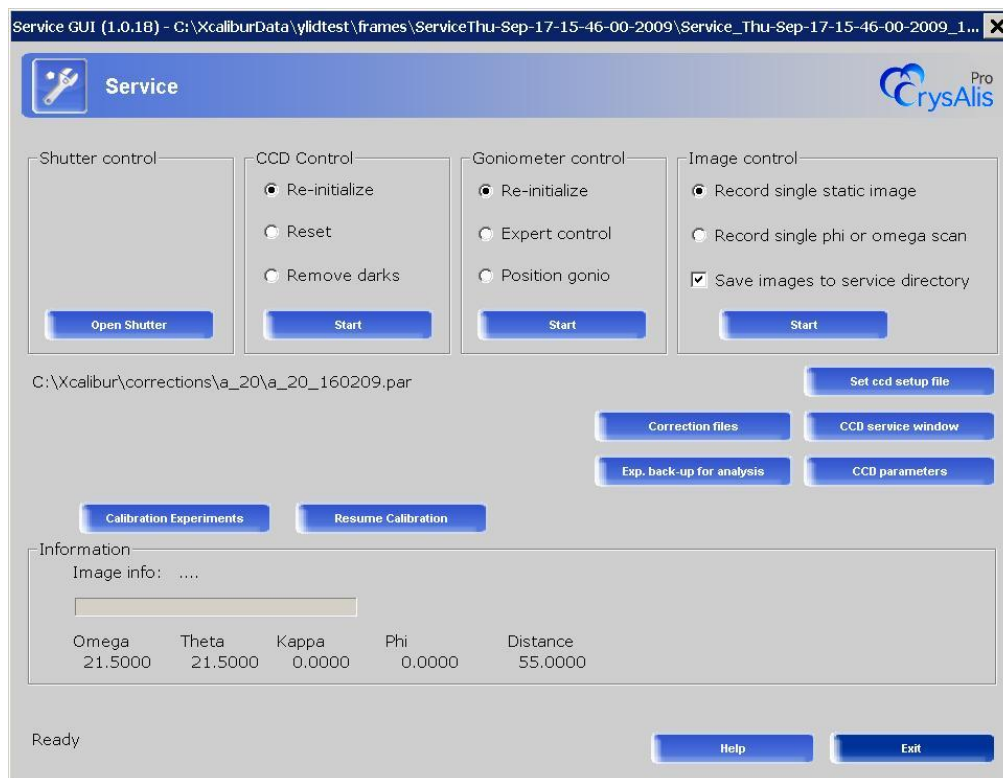 Service GUI (1.0.18) - C:\XcaliburData\ylidtest\frames\ServiceThu-Sep-17-15-46-00-2009\Service_Thu-Sep-17-15-46-00-2009_1...
Service
CrysAlis Pro
Shutter control
Open Shutter
CCD Control
Re-initialize
Reset
Remove darks
Start
Goniometer control
Re-initialize
Expert control
Position gonio
Start
Image control
Record single static image
Record single phi or omega scan
Save images to service directory
Start
C:\Xcalibur\corrections\a_20\a_20_160209.par
Set ccd setup file
Correction files
CCD service window
Exp. back-up for analysis
CCD parameters
Calibration Experiments
Resume Calibration
Information
Image info: ....
Omega Theta Kappa Phi Distance
21.5000 21.5000 0.0000 0.0000 55.0000
Ready
Help
Exit